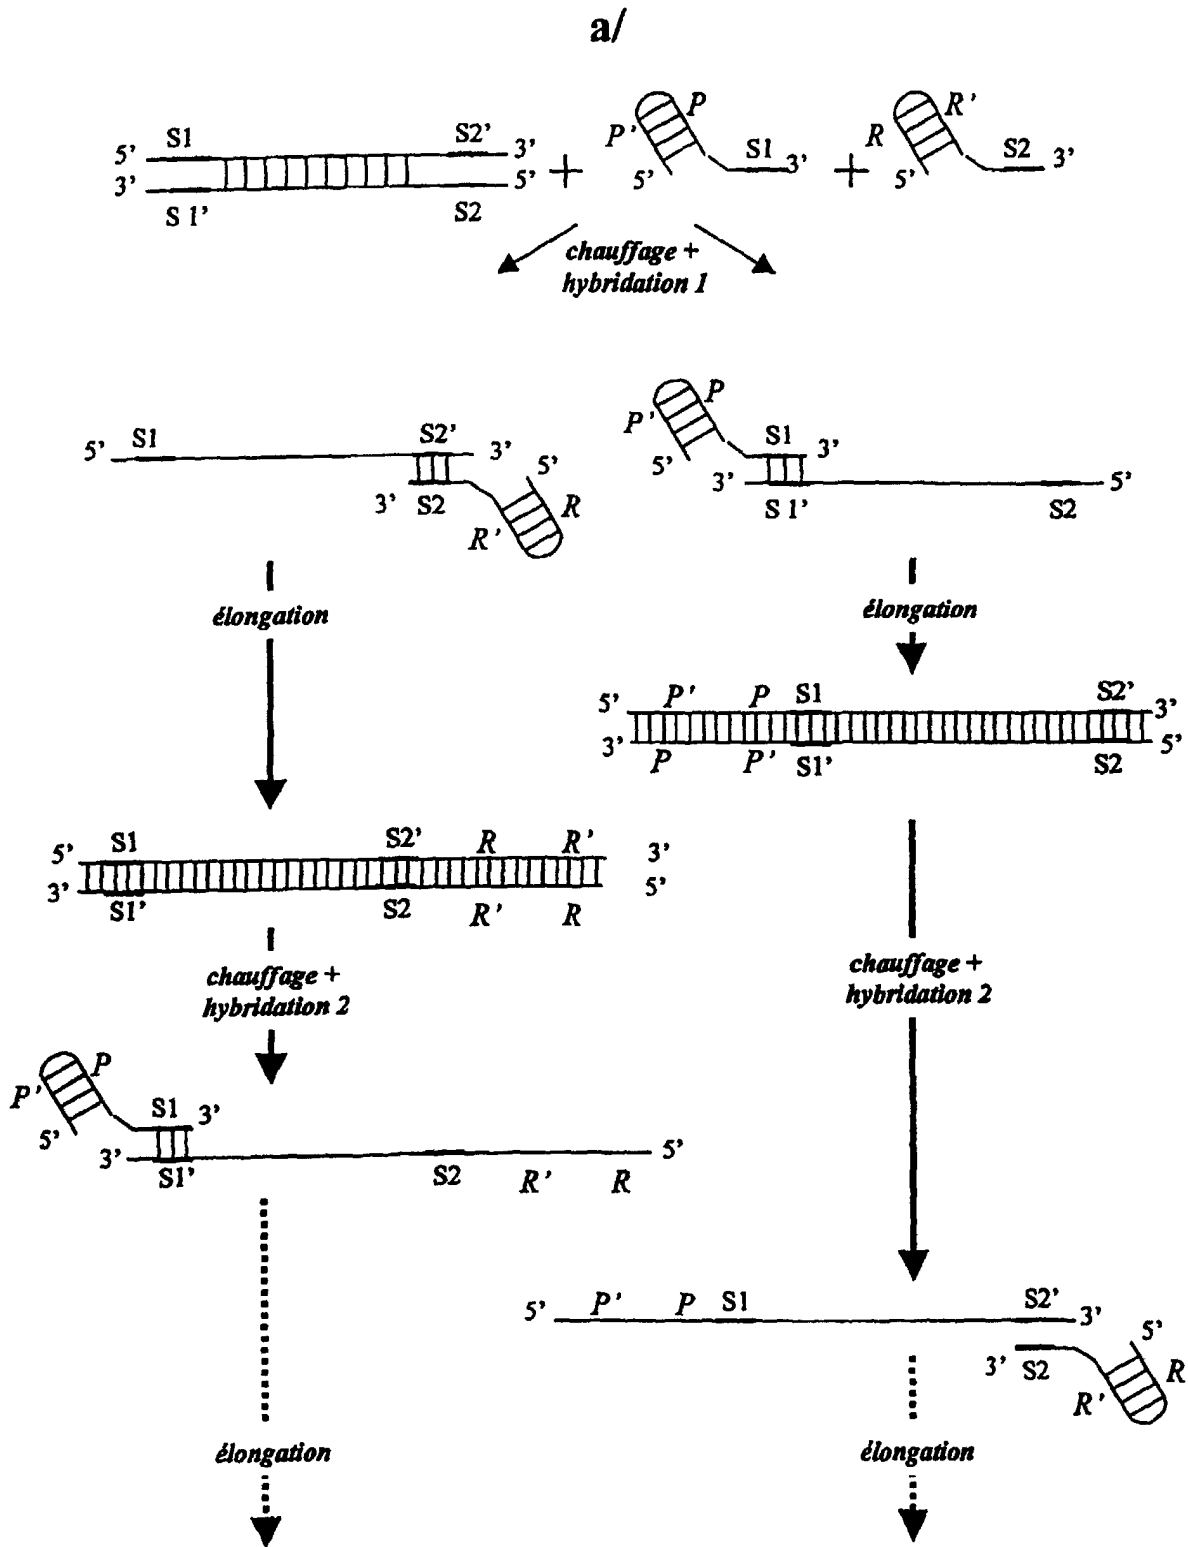 a/
P P' S1 3' 5' + R' R S2 3' 5'
5' S1 S2' 3' +
3' S 1' S2 5'
chauffage +
hybridation 1
5' S1 S2' 3' 5'
3' S2 R' R
P P' 5' S1 3'
3' S 1' S2 5'
élongation
élongation
5' P' P S1 S2' 3'
3' P P' S1' S2 5'
5' S1 S2' R R' 3'
3' S1' S2 R' R 5'
chauffage +
hybridation 2
chauffage +
hybridation 2
P P' 5' S1 3'
3' S1' S2 R' R 5'
5' P' P S1 S2' 3'
5' 3' S2 R' R
élongation
élongation